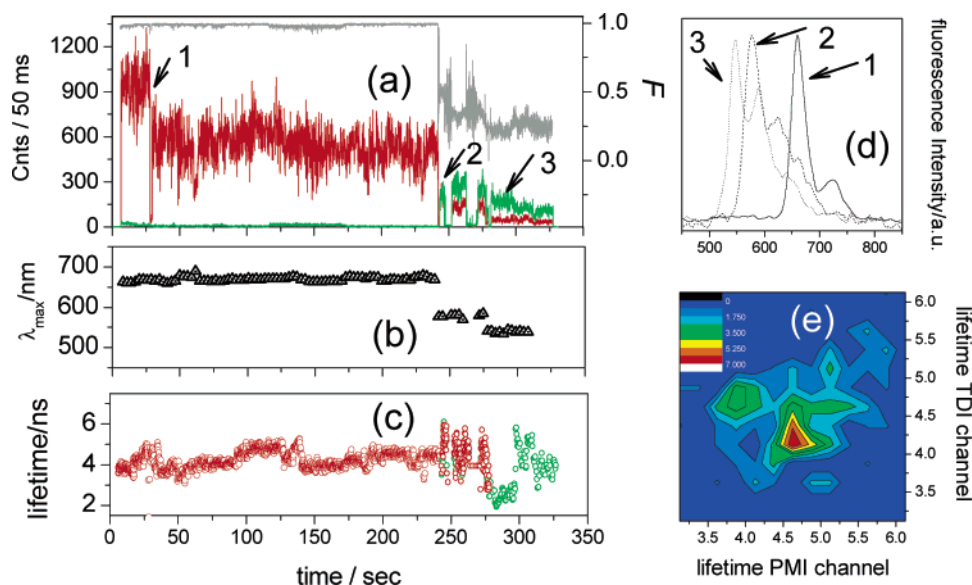 1300
(a)
1
2
3
Cnts / 50 ms
1200
900
600
300
0
1.0
0.5
0.0
F
(b)
λmax/nm
700
600
500
(c)
lifetime/ns
6
4
2
0 50 100 150 200 250 300
time / sec
3
2
1
(d)
fluorescence Intensity/a.u.
500 600 700 800
(e)
0
1.750
3.500
5.250
7.000
6.0
5.5
5.0
4.5
4.0
3.5
lifetime TDI channel
3.5 4.0 4.5 5.0 5.5 6.0
lifetime PMI channel